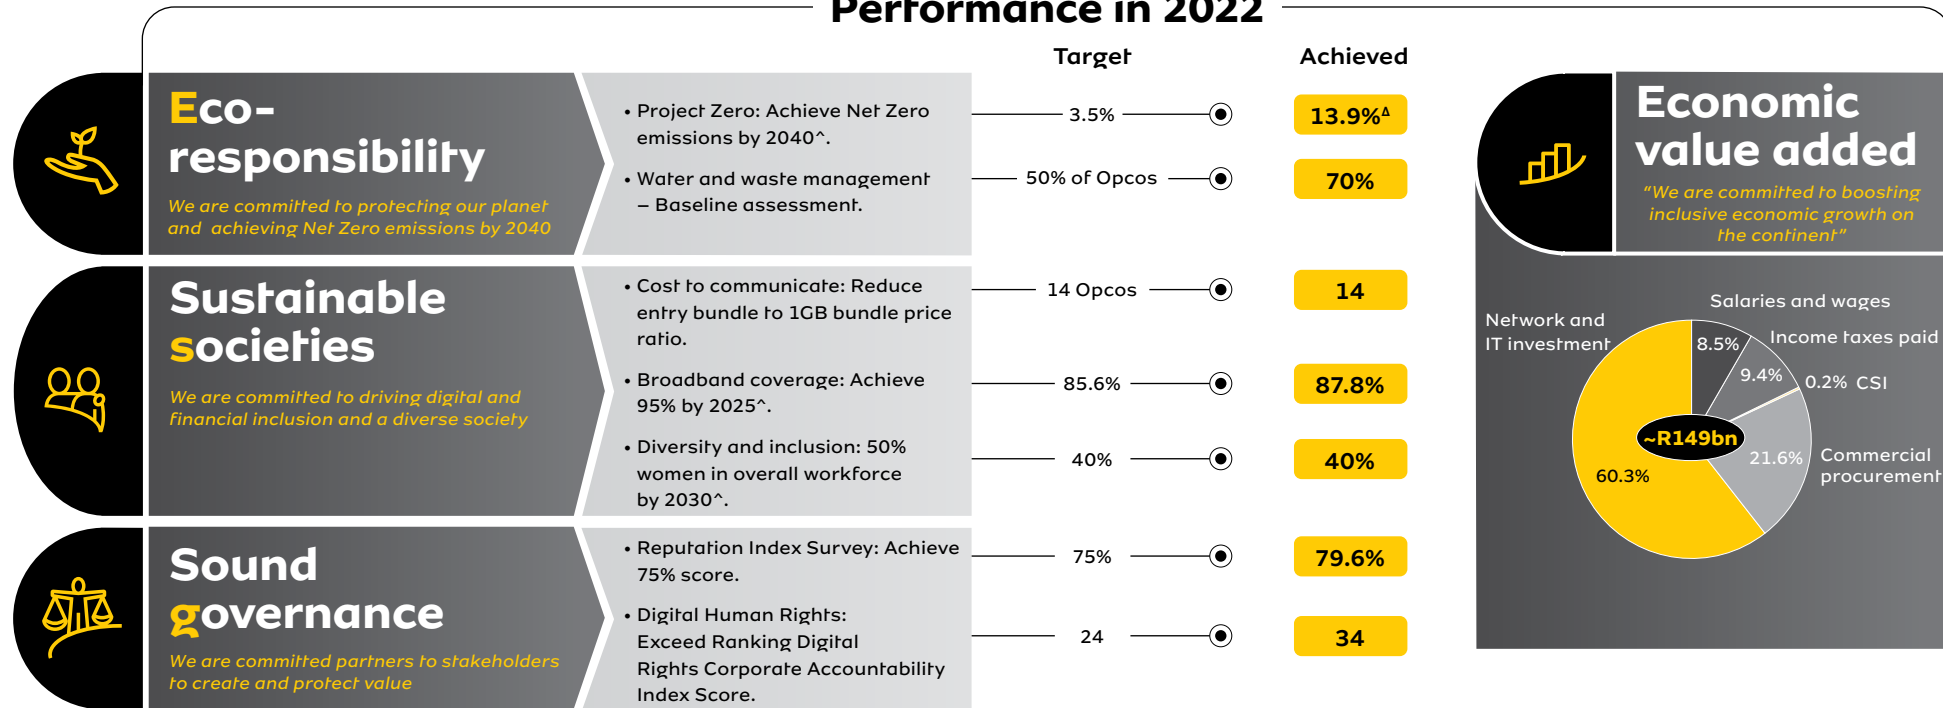 Performance in 2022
Target
Achieved
Eco-
responsibility
We are committed to protecting our planet
and achieving Net Zero emissions by 2040
• Project Zero: Achieve Net Zero
emissions by 2040^.
3.5%
13.9%Δ
• Water and waste management
– Baseline assessment.
50% of Opcos
70%
Sustainable
societies
We are committed to driving digital and
financial inclusion and a diverse society
• Cost to communicate: Reduce
entry bundle to 1GB bundle price
ratio.
14 Opcos
14
• Broadband coverage: Achieve
95% by 2025^.
85.6%
87.8%
• Diversity and inclusion: 50%
women in overall workforce
by 2030^.
40%
40%
Sound
governance
We are committed partners to stakeholders
to create and protect value
• Reputation Index Survey: Achieve
75% score.
75%
79.6%
• Digital Human Rights:
Exceed Ranking Digital
Rights Corporate Accountability
Index Score.
24
34
Economic
value added
“We are committed to boosting
inclusive economic growth on
the continent”
Salaries and wages
8.5%
Income taxes paid
9.4%
0.2% CSI
Commercial
procurement
21.6%
Network and
IT investment
60.3%
~R149bn